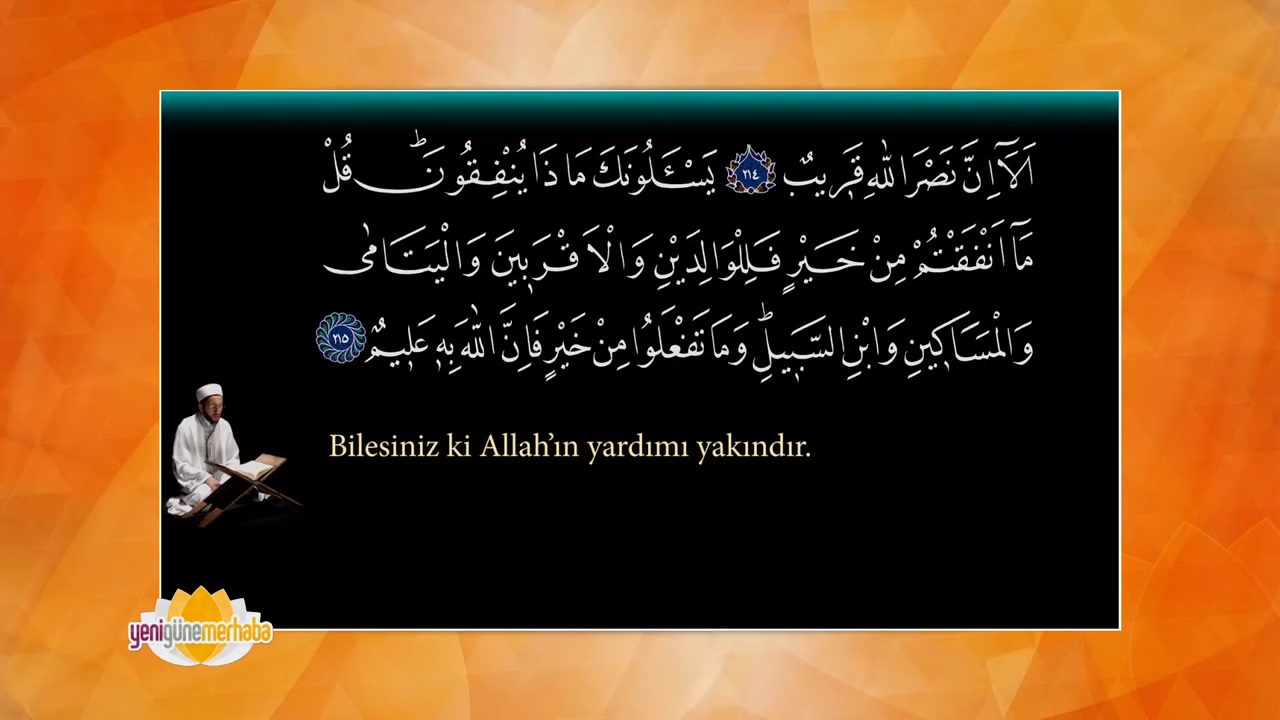 اَلَٓا اِنَّ نَصْرَ اللّٰهِ قَر۪يبٌ ﴿٢١٤﴾ يَسْـَٔلُونَكَ مَا ذَا يُنْفِقُونَۜ قُلْ
مَٓا اَنْفَقْتُمْ مِنْ خَيْرٍ فَلِلْوَالِدَيْنِ وَالْاَقْرَب۪ينَ وَالْيَتَامٰى
وَالْمَسَاك۪ينِ وَابْنِ السَّب۪يلِۜ وَمَا تَفْعَلُوا مِنْ خَيْرٍ فَاِنَّ اللّٰهَ بِه۪ عَل۪يمٌ ﴿٢١٥﴾
Bilesiniz ki Allah’ın yardımı yakındır.
yenigünemerhaba